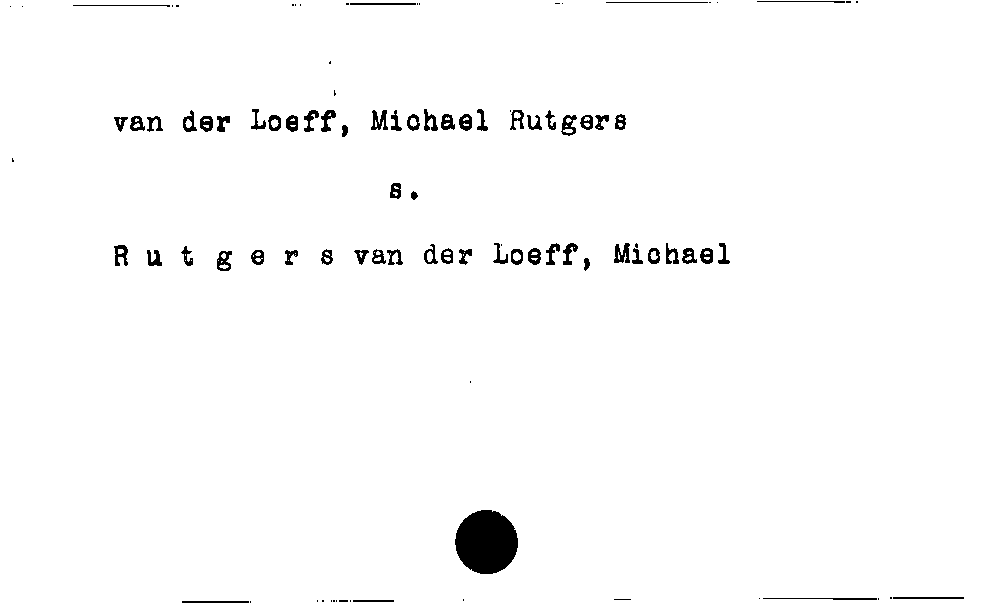 van der Loeff, Michael Rutgers
s.
R u t g e r s van der Loeff, Michael